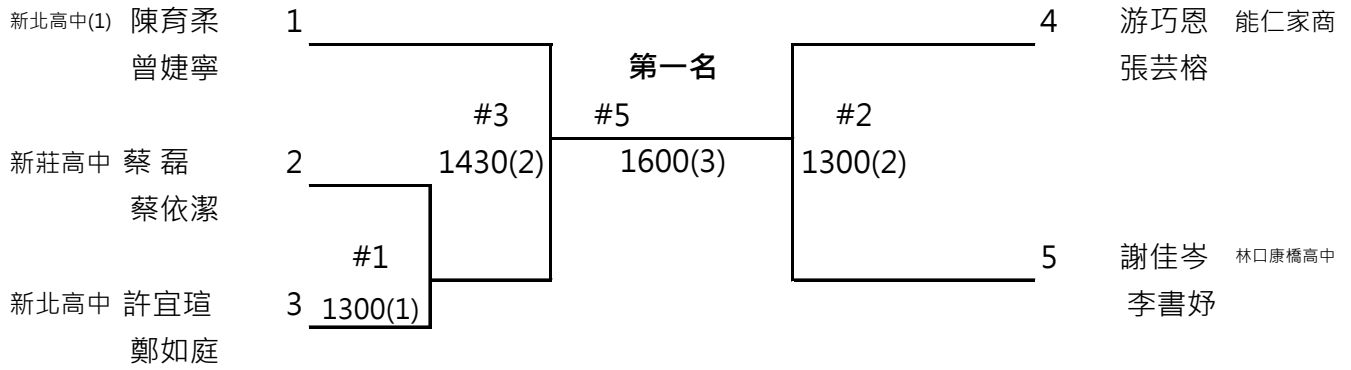 新北高中(1) 陳育柔 1 4 游巧恩 能仁家商
曾婕寧 第一名 張芸榕
#3 #5 #2
新莊高中 蔡 磊 2 1430(2) 1600(3) 1300(2)
蔡依潔
#1 5 謝佳岑 林口康橋高中
新北高中 許宜瑄 3 1300(1) 李書妤
鄭如庭